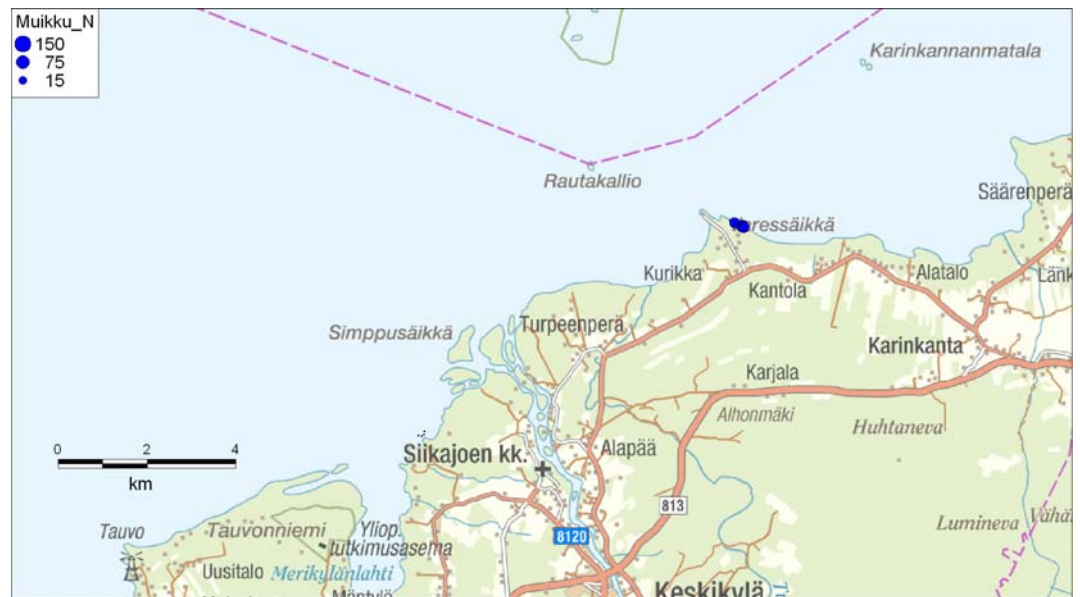 Muikku_N
150
75
15
Karinkannanmatala
Rautakallio
Säärenperä
Kurikka
Kantola
Alatalo
Simppusäikkä
Turpeenperä
Karinkanta
Karjala
Alhonmäki
Huhtaneva
0 2 4
km
Siikajoen kk.
Alapää
813
Lumineva
8120
Tauvo
Tauvonniemi
Yliop.
tutkimusasema
Uusitalo
Merikylänlahti
Keskikylä